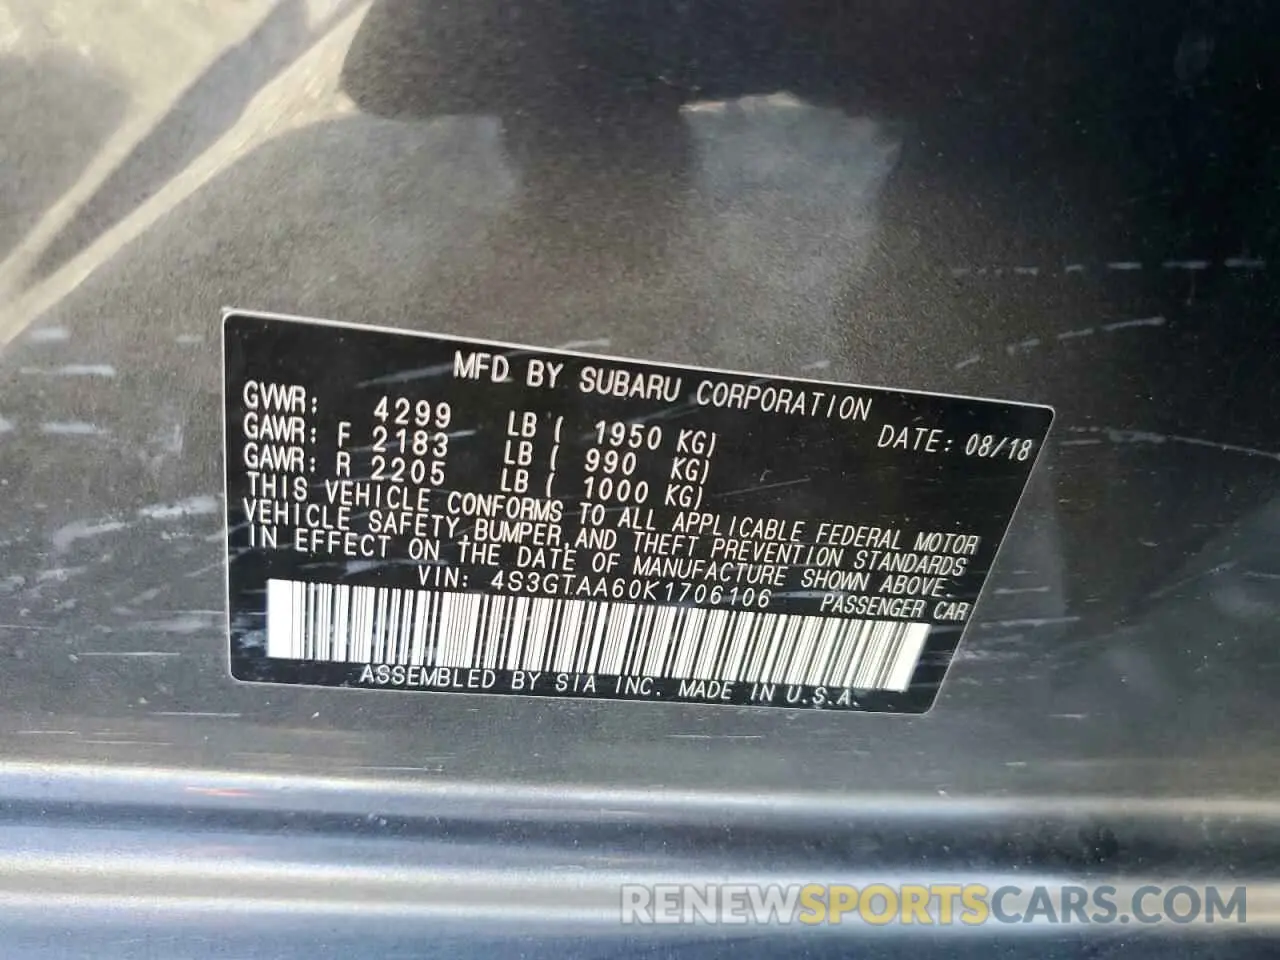 MFD BY SUBARU CORPORATION
GVWR: 4299 LB ( 1950 KG) DATE: 08/18
GAWR: F 2183 LB ( 990 KG)
GAWR: R 2205 LB ( 1000 KG)
THIS VEHICLE CONFORMS TO ALL APPLICABLE FEDERAL MOTOR
VEHICLE SAFETY,BUMPER,AND THEFT PREVENTION STANDARDS
IN EFFECT ON THE DATE OF MANUFACTURE SHOWN ABOVE.
VIN: 4S3GTAA60K1706106 PASSENGER CAR
ASSEMBLED BY SIA INC. MADE IN U.S.A.
RENEWSPORTSCARS.COM